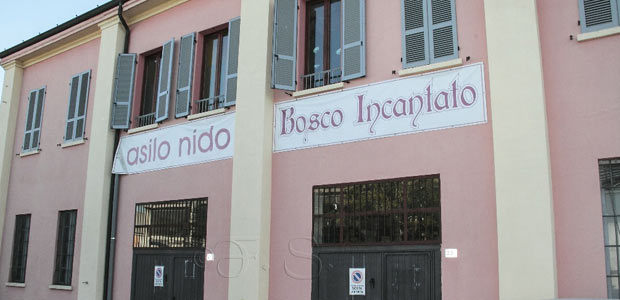 asilo nido
Bosco Incantato